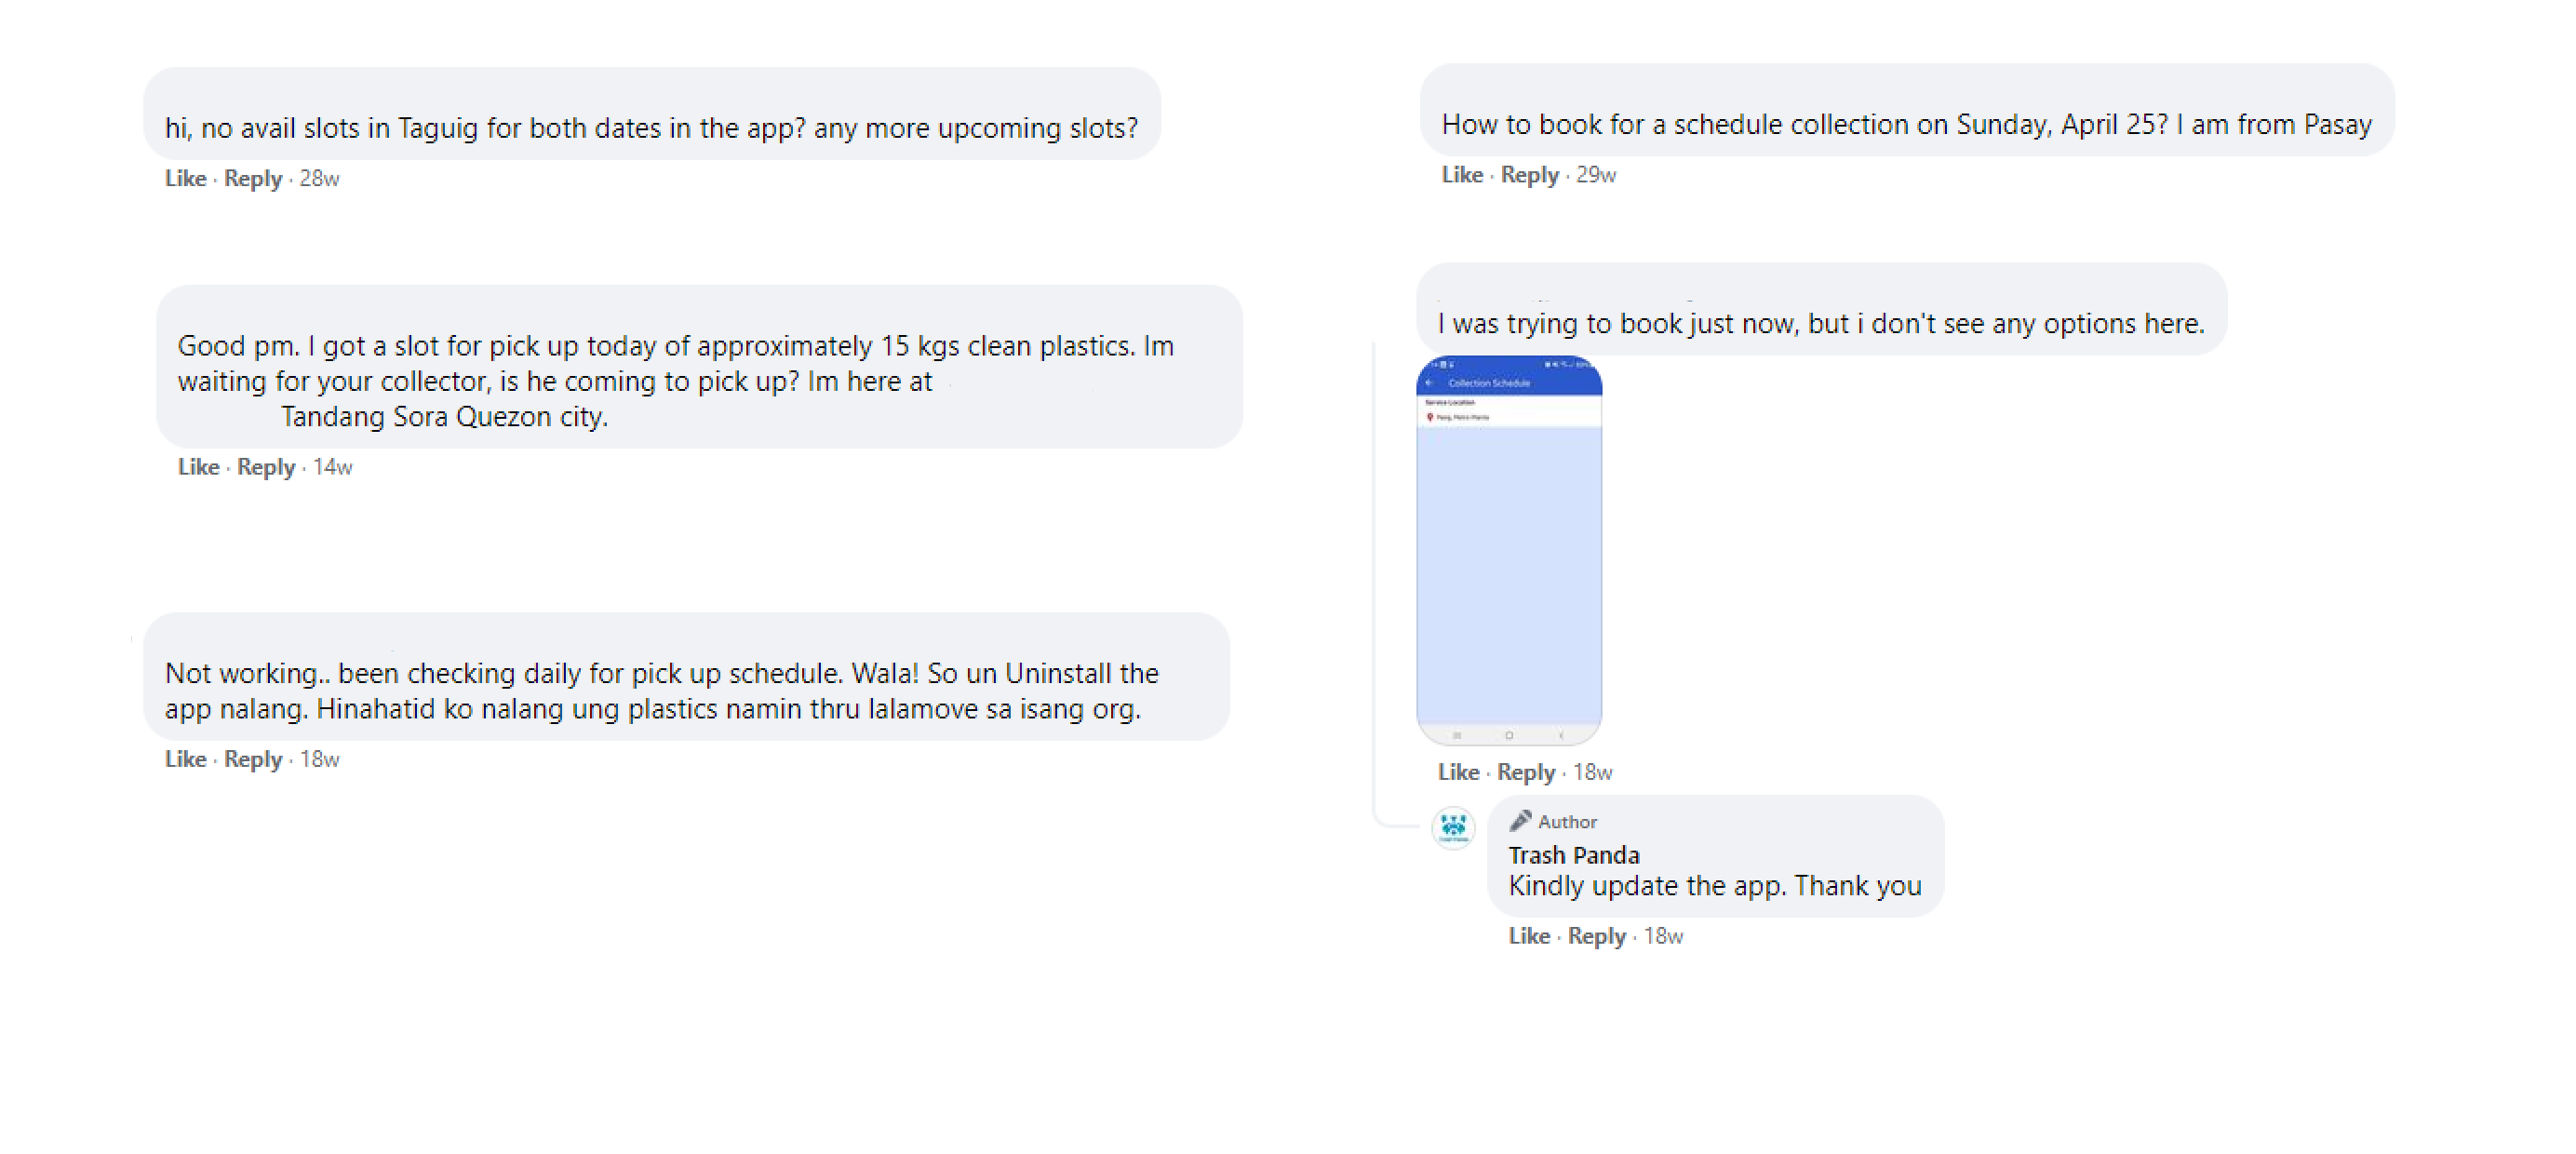 hi, no avail slots in Taguig for both dates in the app? any more upcoming slots?
Like · Reply · 28w
Good pm. I got a slot for pick up today of approximately 15 kgs clean plastics. Im
waiting for your collector, is he coming to pick up? Im here at
Tandang Sora Quezon city.
Like · Reply · 14w
Not working.. been checking daily for pick up schedule. Wala! So un Uninstall the
app nalang. Hinahatid ko nalang ung plastics namin thru lalamove sa isang org.
Like · Reply · 18w
How to book for a schedule collection on Sunday, April 25? I am from Pasay
Like · Reply · 29w
I was trying to book just now, but i don't see any options here.
Collection Schedule
Service Location
Metro Manila
Like · Reply · 18w
Author
Trash Panda
Kindly update the app. Thank you
Like · Reply · 18w